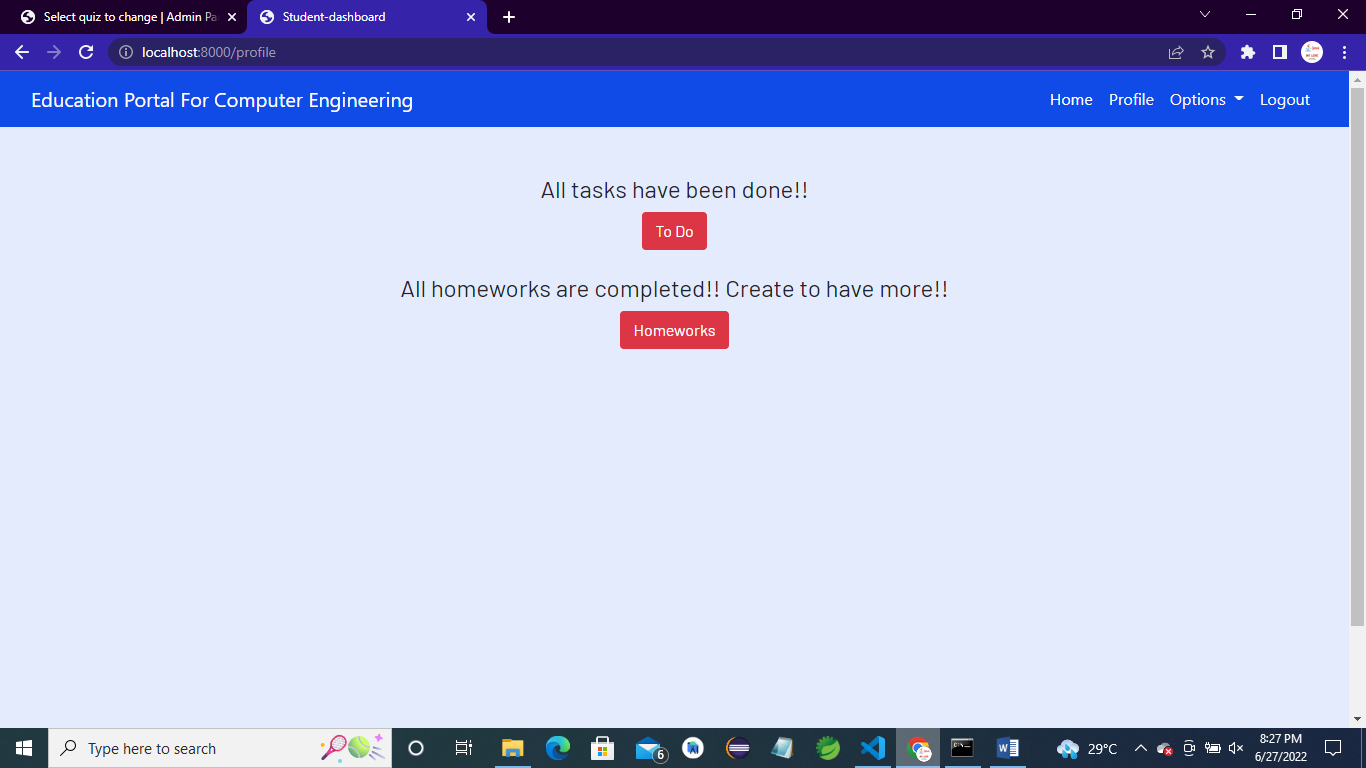 Select quiz to change | Admin Pa
Student-dashboard
localhost:8000/profile
Education Portal For Computer Engineering
Home Profile Options Logout
All tasks have been done!!
To Do
All homeworks are completed!! Create to have more!!
Homeworks
Type here to search
6
29°C
8:27 PM
6/27/2022